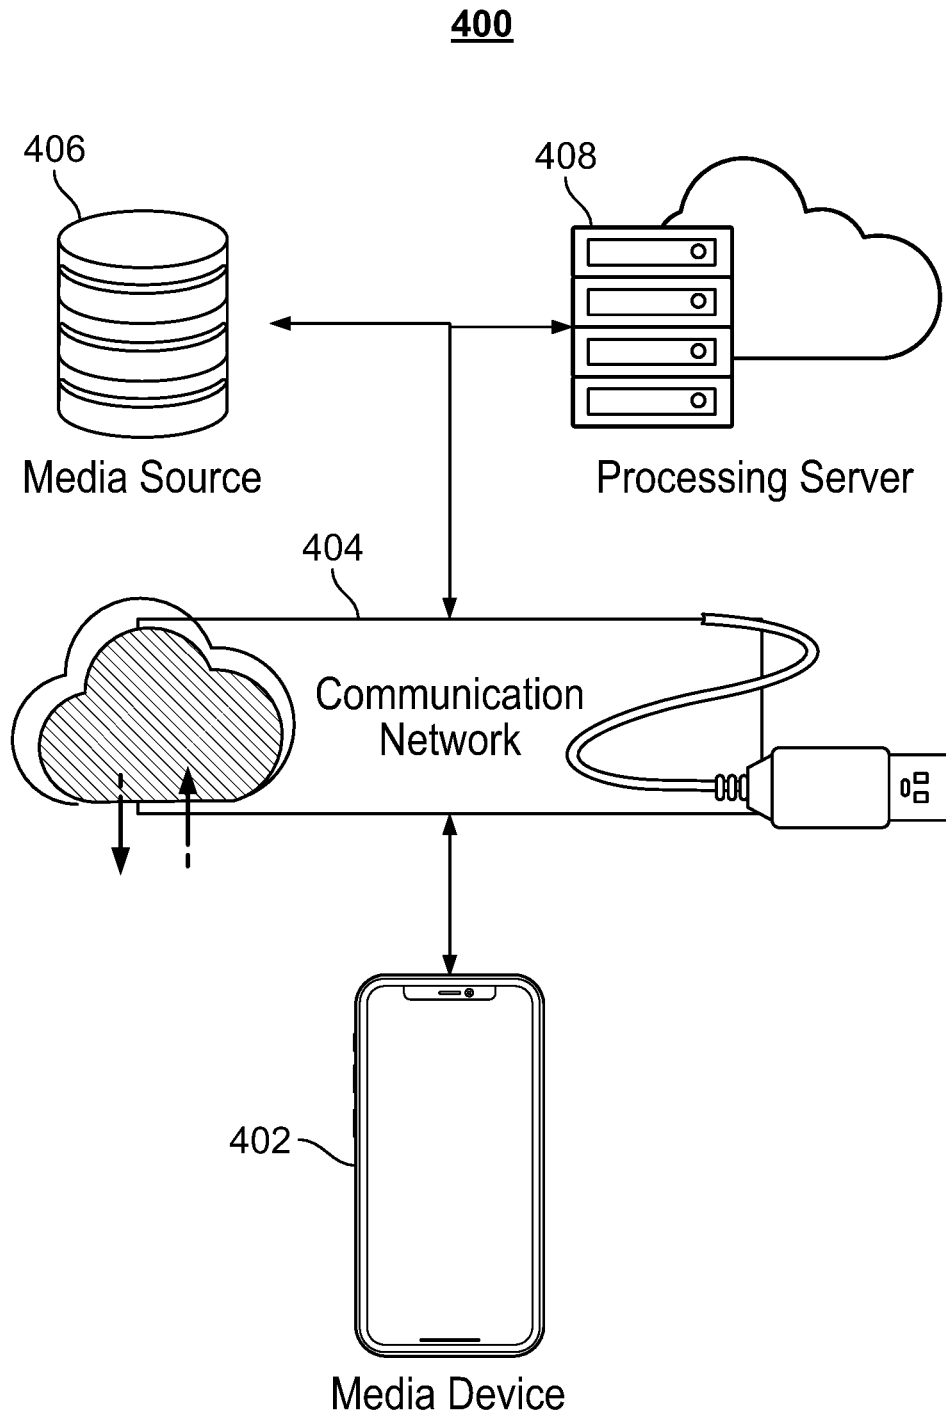 400
406
408
Media Source
Processing Server
404
Communication
Network
402
Media Device